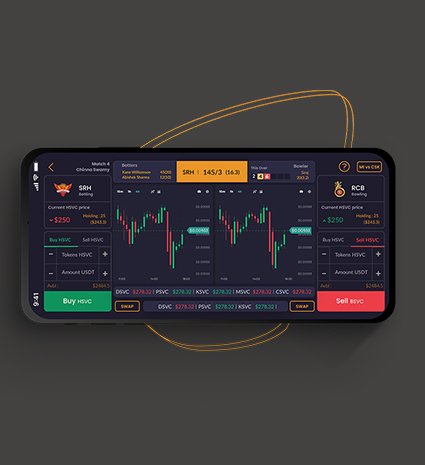 9:41
Match 4
Chinna Swamy
SRH
Batting
Current HSVC price
$250
Holding : 25
($243.3)
Buy HSVC
Sell HSVC
- Tokens HSVC +
- Amount USDT +
Avbl :
$2484.3
Buy HSVC
Batters
Kane Williamson
Abhishk Sharma
SRH | 145/3 (16.3)
This Over
2 4 6
Bowler
Siraj
SWAP
DSVC $278.32 | PSVC $278.32 | KSVC $278.32 | MSVC $278.32 | CSVC $278.32
DSVC $278.32 | PSVC $278.32 | KSVC $278.32 |
SWAP
?
MI vs CSK
RCB
Bowling
Current HSVC price
$250
Holding : 25
($243.3)
Buy HSVC
Sell HSVC
- Tokens HSVC +
- Amount USDT +
Avbl :
$2484.3
Sell BSVC